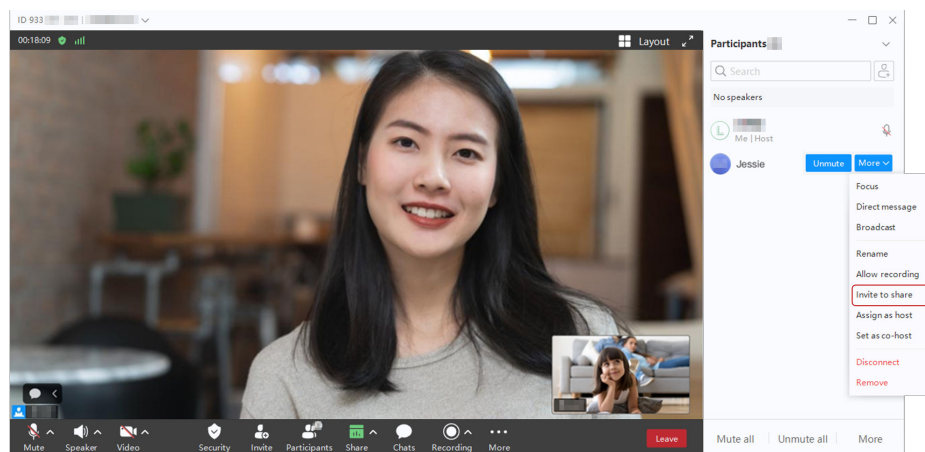 ID 933
00:18:09
Layout
Participants
Search
No speakers
L
Me | Host
Jessie
Unmute
More
Focus
Direct message
Broadcast
Rename
Allow recording
Invite to share
Assign as host
Set as co-host
Disconnect
Remove
Mute
Speaker
Video
Security
Invite
Participants
Share
Chats
Recording
More
Leave
Mute all
Unmute all
More